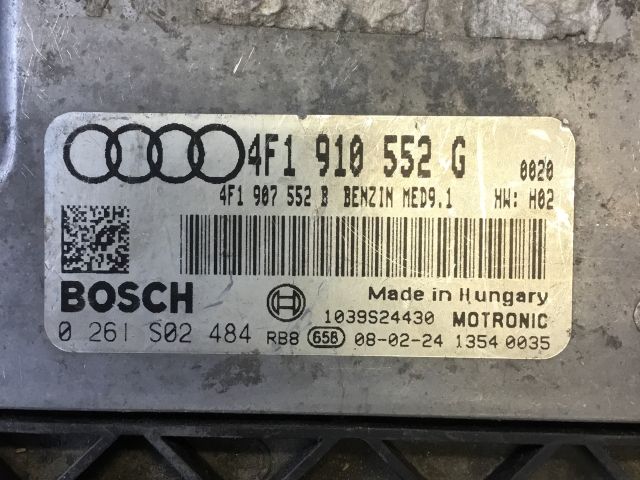 4F1 910 552 G 0020
4F1 907 552 B BENZIN MED9.1 HW: H02
BOSCH Made in Hungary
1039S24430 MOTRONIC
0 261 S02 484 RB8 656 08-02-24 1354 0035